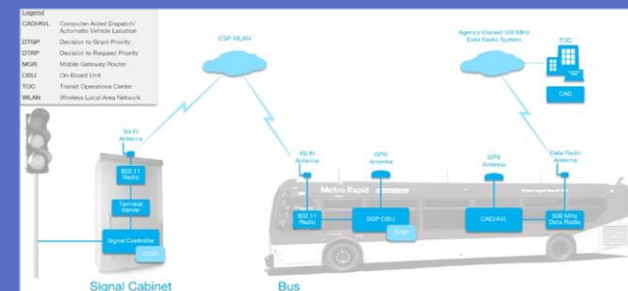 Legend
CAD/AVL Computer-Aided Dispatch/
Automatic Vehicle Location
DTGP Decision to Grant Priority
DTRP Decision to Request Priority
MGR Mobile Gateway Router
OBU On-Board Unit
TOC Transit Operations Center
WLAN Wireless Local Area Network
CSP WLAN
Agency-Owned 509 MHz
Data Radio System
TOC
CAD
Wi-Fi
Antenna
802.11
Radio
Terminal
Server
Signal Controller
DTGP
Signal Cabinet
Wi-Fi
Antenna
GPS
Antenna
GPS
Antenna
Data Radio
Antenna
Metro Rapid
802.11
Radio
BSP OBU
DTRP
CAD/AVL
509 MHz
Data Radio
Bus